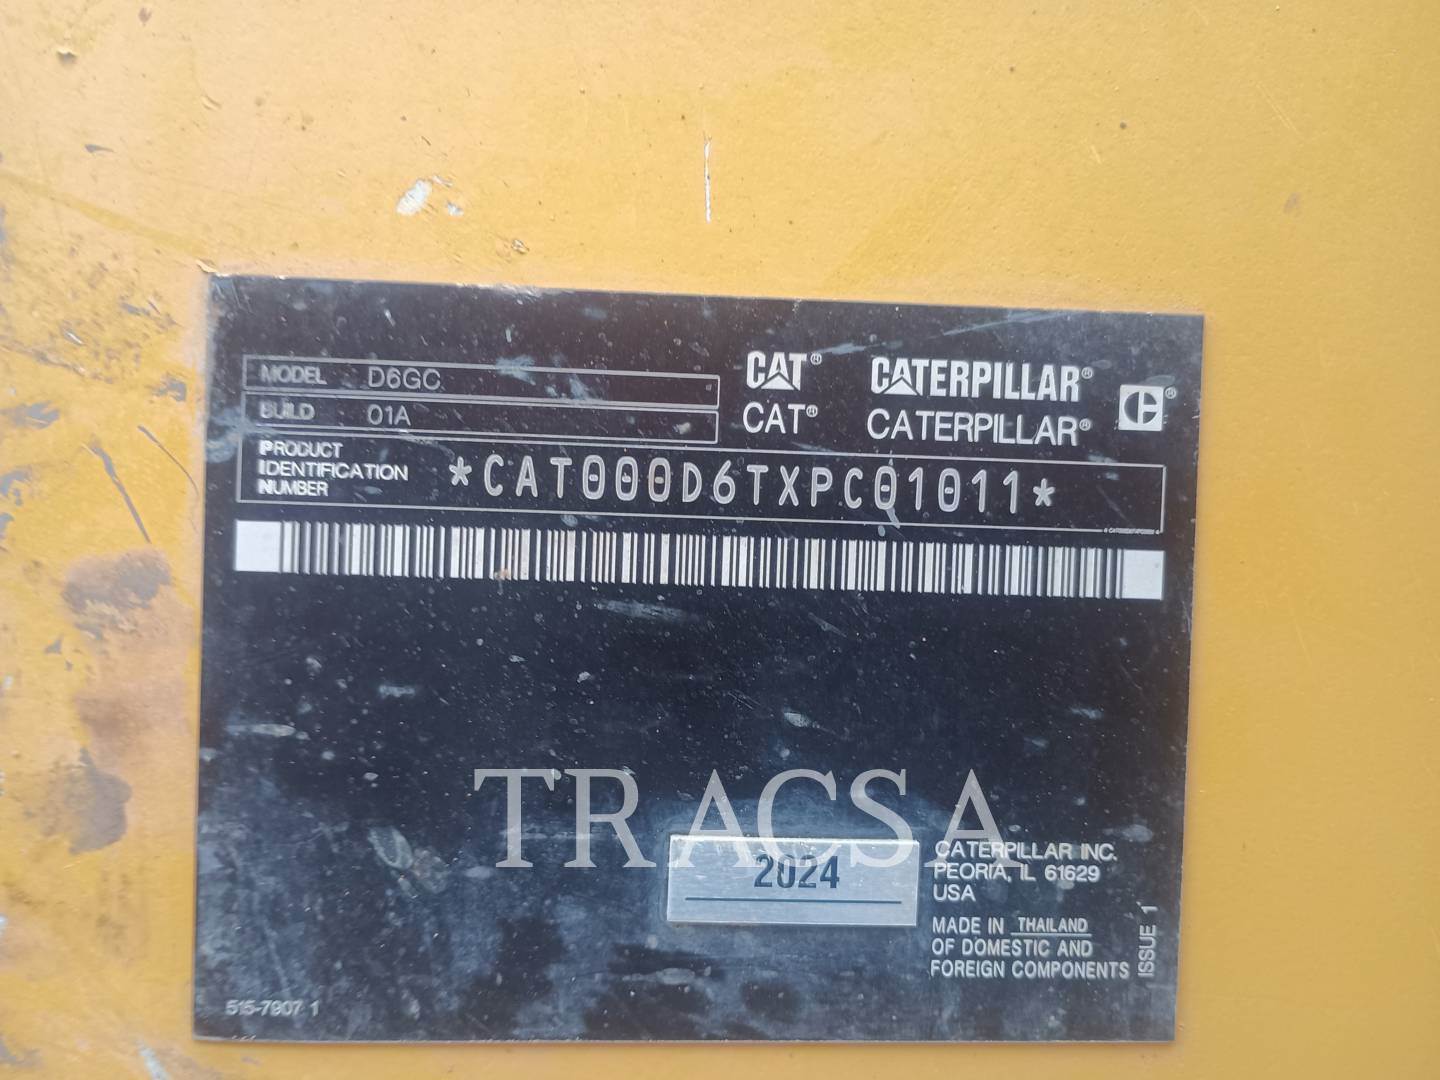 MODEL D6GC
BUILD 01A
CAT® CATERPILLAR®
CAT® CATERPILLAR®
PRODUCT
IDENTIFICATION
NUMBER
*CAT000D6TXPC01011*
TRACSA
2024
CATERPILLAR INC.
PEORIA, IL 61629
USA
MADE IN THAILAND
OF DOMESTIC AND
FOREIGN COMPONENTS
ISSUE 1
515-7907 1